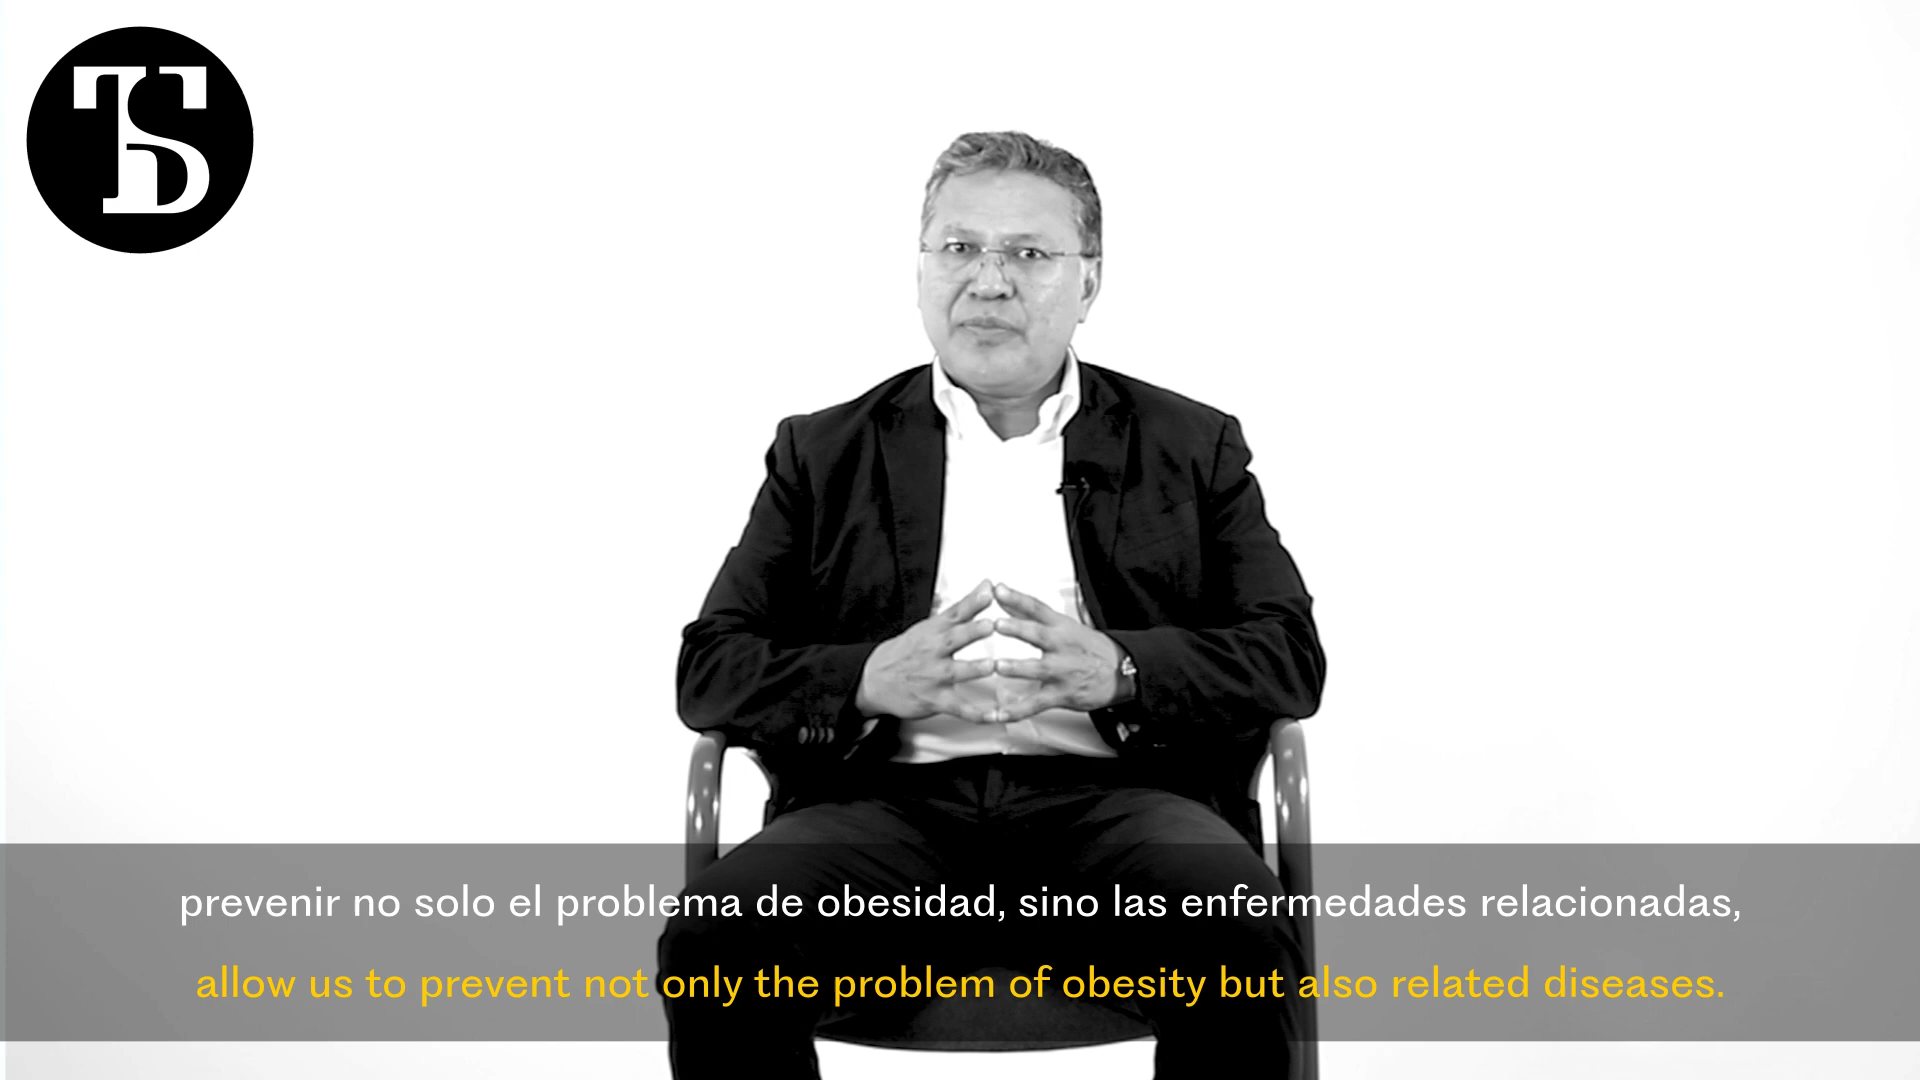 TS
prevenir no solo el problema de obesidad, sino las enfermedades relacionadas,
allow us to prevent not only the problem of obesity but also related diseases.